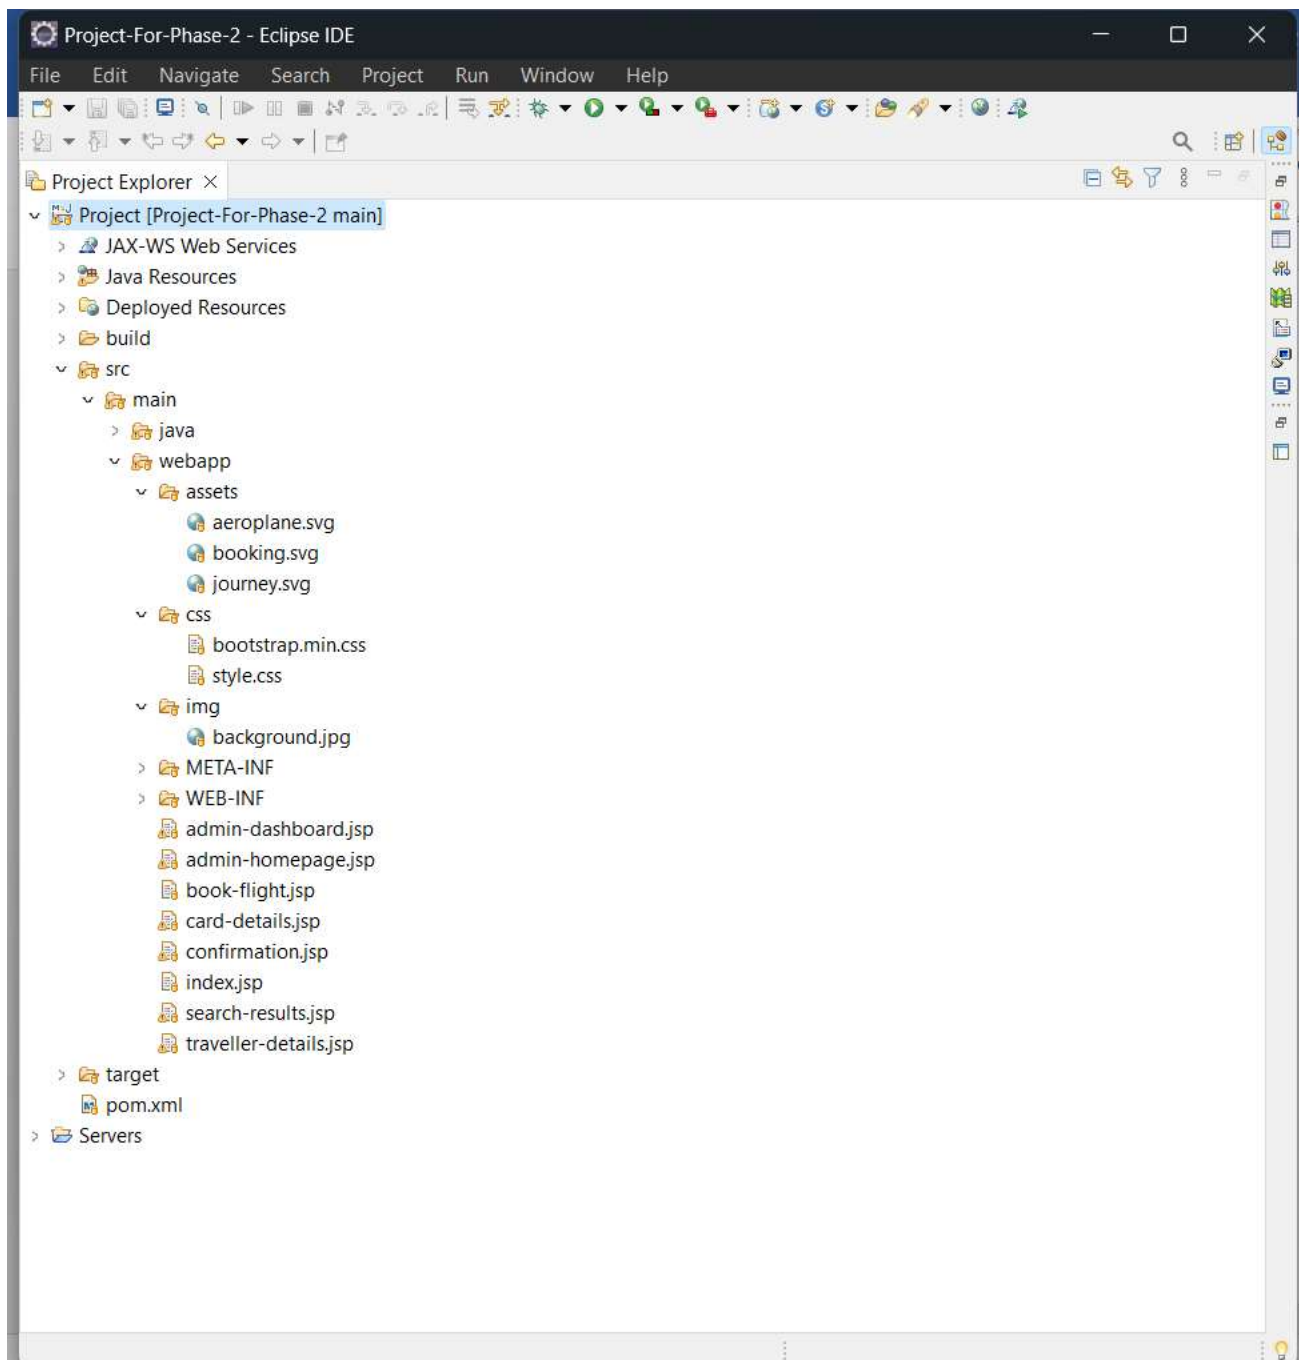 Project-For-Phase-2 - Eclipse IDE
File Edit Navigate Search Project Run Window Help
Project Explorer
Project [Project-For-Phase-2 main]
JAX-WS Web Services
Java Resources
Deployed Resources
build
src
main
java
webapp
assets
aeroplane.svg
booking.svg
journey.svg
css
bootstrap.min.css
style.css
img
background.jpg
META-INF
WEB-INF
admin-dashboard.jsp
admin-homepage.jsp
book-flight.jsp
card-details.jsp
confirmation.jsp
index.jsp
search-results.jsp
traveller-details.jsp
target
pom.xml
Servers